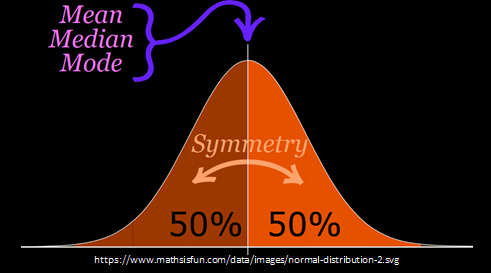 Mean
Median
Mode
Symmetry
50% 50%
https://www.mathsisfun.com/data/images/normal-distribution-2.svg